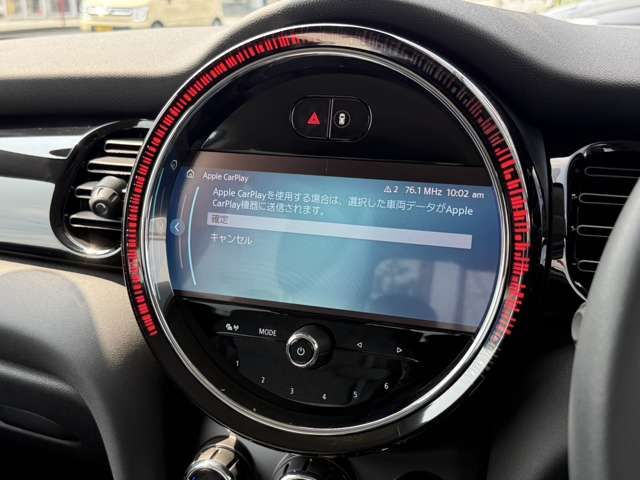 Apple CarPlay
⚠2 76.1 MHz 10:02 am
Apple CarPlayを使用する場合は、選択した車両データがApple
CarPlay機器に送信されます。
確定
キャンセル
MODE
1 2 3 4 5 6